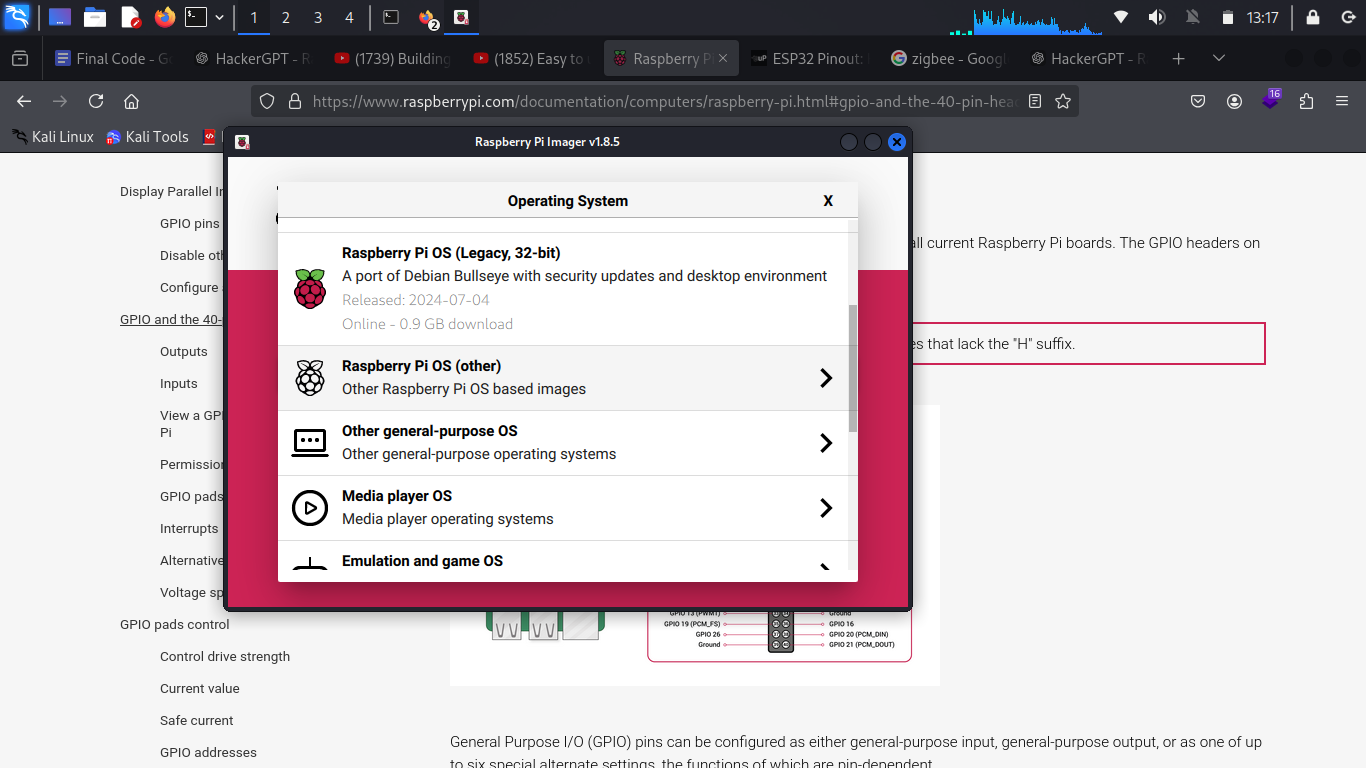 1 2 3 4
2
13:17
Final Code - Go
HackerGPT - R
(1739) Building
(1852) Easy to
Raspberry Pi
ESP32 Pinout:
zigbee - Google
HackerGPT - R
https://www.raspberrypi.com/documentation/computers/raspberry-pi.html#gpio-and-the-40-pin-hea
16
Kali Linux
Kali Tools
Raspberry Pi Imager v1.8.5
Operating System
X
Raspberry Pi OS (Legacy, 32-bit)
A port of Debian Bullseye with security updates and desktop environment
Released: 2024-07-04
Online - 0.9 GB download
Raspberry Pi OS (other)
Other Raspberry Pi OS based images
Other general-purpose OS
Other general-purpose operating systems
Media player OS
Media player operating systems
Emulation and game OS
Display Parallel In
GPIO pins
Disable oth
Configure
GPIO and the 40-
Outputs
Inputs
View a GPI
Pi
Permission
GPIO pads
Interrupts
Alternative
Voltage sp
GPIO pads control
Control drive strength
Current value
Safe current
GPIO addresses
all current Raspberry Pi boards. The GPIO headers on
es that lack the "H" suffix.
GPIO 13 (PWM1)
Ground
GPIO 19 (PCM_FS)
GPIO 16
GPIO 26
GPIO 20 (PCM_DIN)
Ground
GPIO 21 (PCM_DOUT)
General Purpose I/O (GPIO) pins can be configured as either general-purpose input, general-purpose output, or as one of up
to six special alternate settings, the functions of which are pin-dependent.